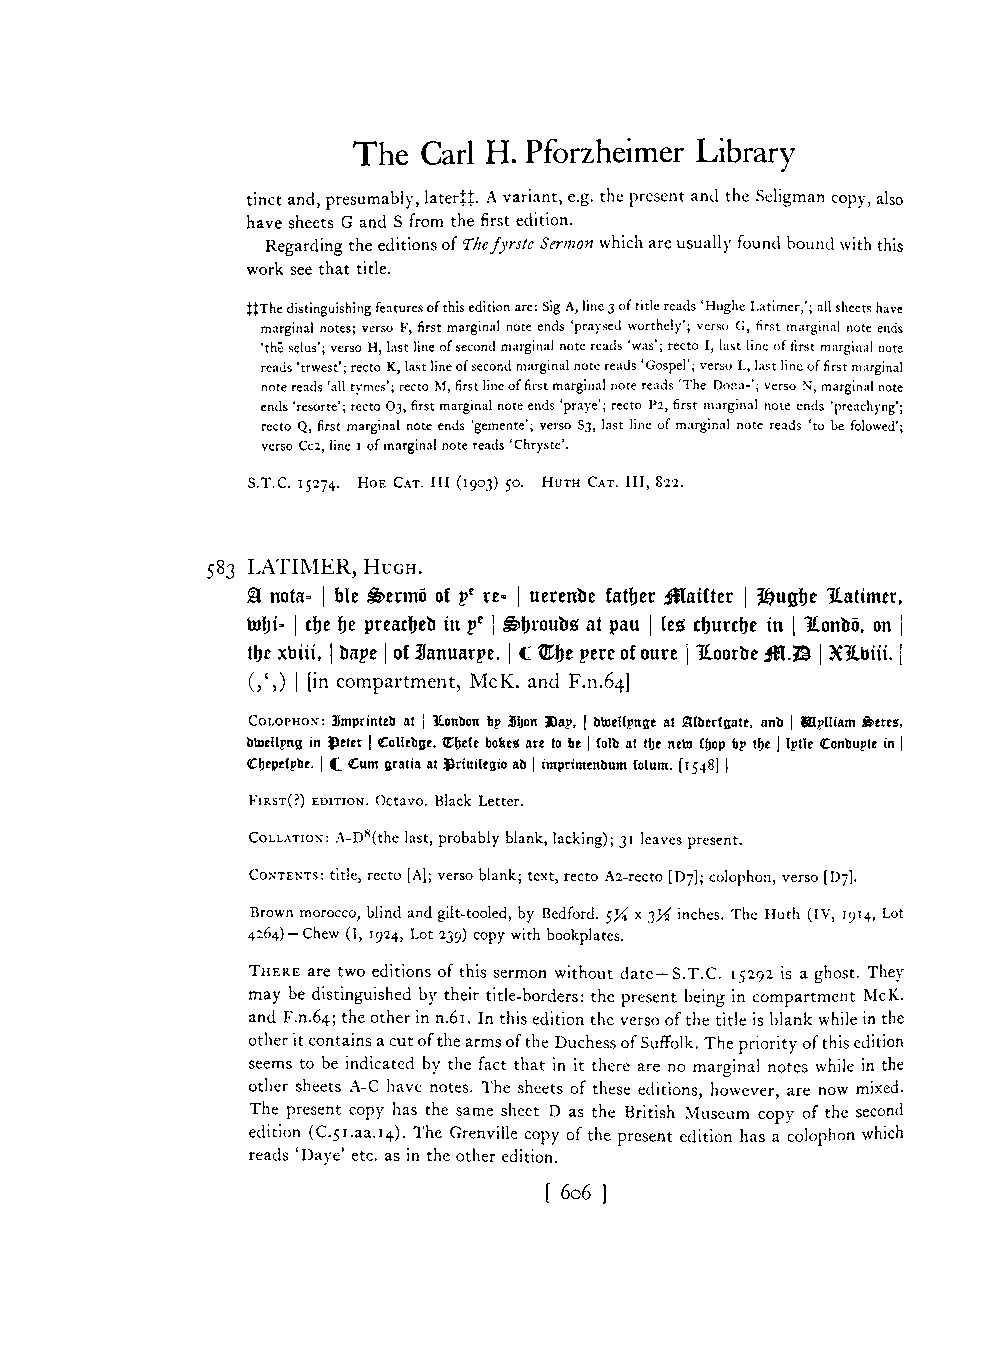 The Carl H. Pforzheimer Library
tinct and, presumably, later‡‡. A variant, e.g. the present and the Seligman copy, also
have sheets G and S from the first edition.
Regarding the editions of The fyrste Sermon which are usually found bound with this
work see that title.
‡‡The distinguishing features of this edition are: Sig A, line 3 of title reads ‘Hughe Latimer,’; all sheets have
marginal notes; verso F, first marginal note ends ‘praysed worthely’; verso G, first marginal note ends
‘thē selus’; verso H, last line of second marginal note reads ‘was’; recto I, last line of first marginal note
reads ‘trwest’; recto K, last line of second marginal note reads ‘Gospel’; verso L, last line of first marginal
note reads ‘all tymes’; recto M, first line of first marginal note reads ‘The Dona-’; verso N, marginal note
ends ‘resorte’; recto O3, first marginal note ends ‘praye’; recto P2, first marginal note ends ‘preachyng’;
recto Q, first marginal note ends ‘gemente’; verso S3, last line of marginal note reads ‘to be folowed’;
verso Cc2, line 1 of marginal note reads ‘Chryste’.
S.T.C. 15274. Hoe Cat. III (1903) 50. Huth Cat. III, 822.
583 LATIMER, Hugh.
A nota- | ble Sermō of yᵉ re- | uerende father Maiſter | Hughe Latimer,
whi- | che he preached in yᵉ | Shrouds at pau | les churche in | Londō, on |
the xviii, | daye | of Januarye. | ¶ The yere of oure | Loorde M.D | XLviii. |
(,‘,) | [in compartment, McK. and F.n.64]
Colophon: Imprinted at | London by Jhon Day, | dwellynge at Alderſgate, and | Wylliam Seres,
dwellyng in Peter | Colledge. Theſe bokes are to be | ſold at the new ſhop by the | lytle Conduyte in |
Chepeſyde. | ¶ Cum gratia at Priuilegio ad | imprimendum ſolum. [1548] |
First(?) edition. Octavo. Black Letter.
Collation: A-D⁸(the last, probably blank, lacking); 31 leaves present.
Contents: title, recto [A]; verso blank; text, recto A2-recto [D7]; colophon, verso [D7].
Brown morocco, blind and gilt-tooled, by Bedford. 5¼ x 3½ inches. The Huth (IV, 1914, Lot
4264)—Chew (I, 1924, Lot 239) copy with bookplates.
There are two editions of this sermon without date—S.T.C. 15292 is a ghost. They
may be distinguished by their title-borders: the present being in compartment McK.
and F.n.64; the other in n.61. In this edition the verso of the title is blank while in the
other it contains a cut of the arms of the Duchess of Suffolk. The priority of this edition
seems to be indicated by the fact that in it there are no marginal notes while in the
other sheets A-C have notes. The sheets of these editions, however, are now mixed.
The present copy has the same sheet D as the British Museum copy of the second
edition (C.51.aa.14). The Grenville copy of the present edition has a colophon which
reads ‘Daye’ etc. as in the other edition.
[ 606 ]